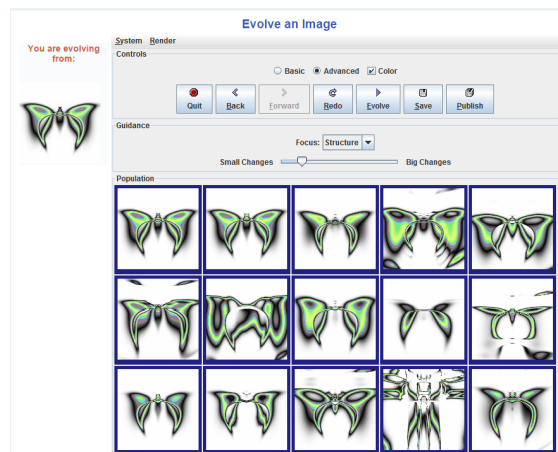 Evolve an Image
You are evolving
from:
System Render
Controls
Basic Advanced Color
Quit Back Forward Redo Evolve Save Publish
Guidance
Focus: Structure
Small Changes Big Changes
Population